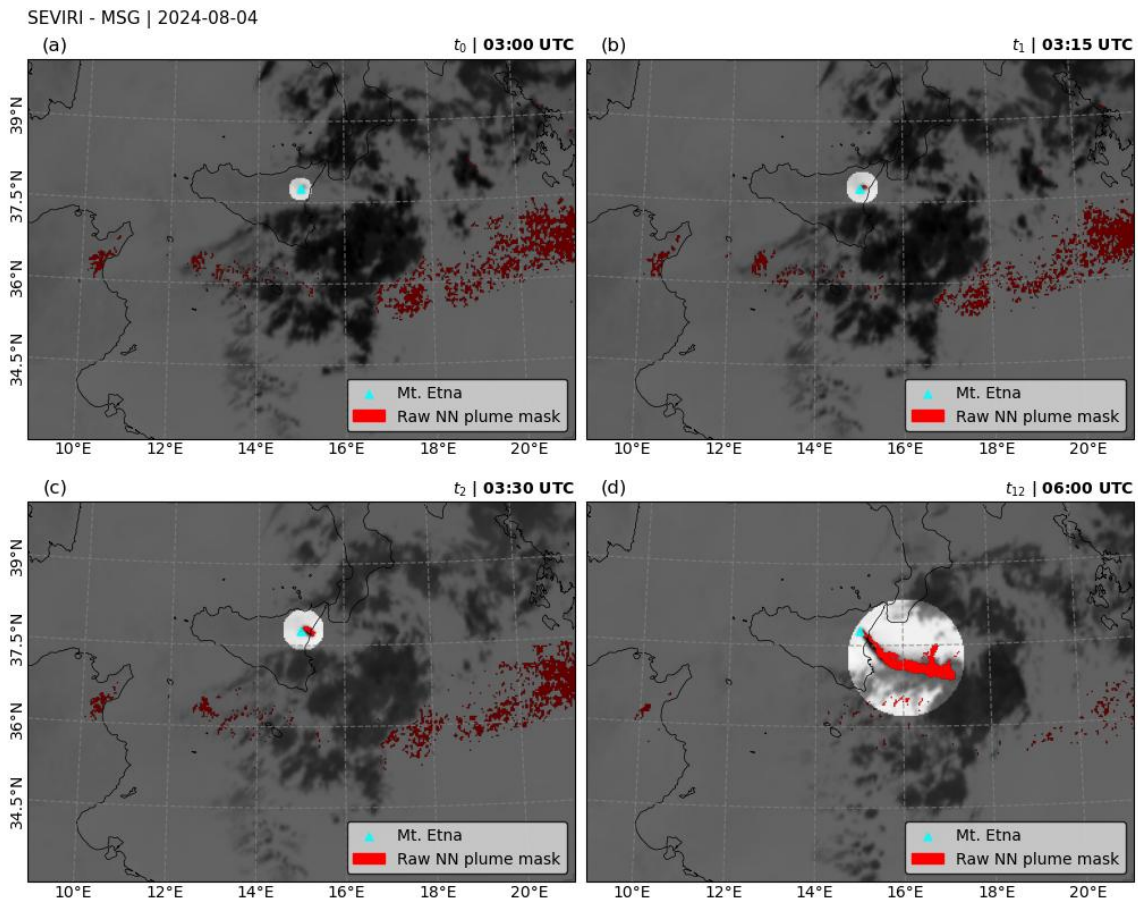 SEVIRI - MSG | 2024-08-04
(a)
t₀ | 03:00 UTC
39°N
37.5°N
36°N
34.5°N
Mt. Etna
Raw NN plume mask
10°E 12°E 14°E 16°E 18°E 20°E
(b)
t₁ | 03:15 UTC
Mt. Etna
Raw NN plume mask
10°E 12°E 14°E 16°E 18°E 20°E
(c)
t₂ | 03:30 UTC
39°N
37.5°N
36°N
34.5°N
Mt. Etna
Raw NN plume mask
10°E 12°E 14°E 16°E 18°E 20°E
(d)
t₁₂ | 06:00 UTC
Mt. Etna
Raw NN plume mask
10°E 12°E 14°E 16°E 18°E 20°E